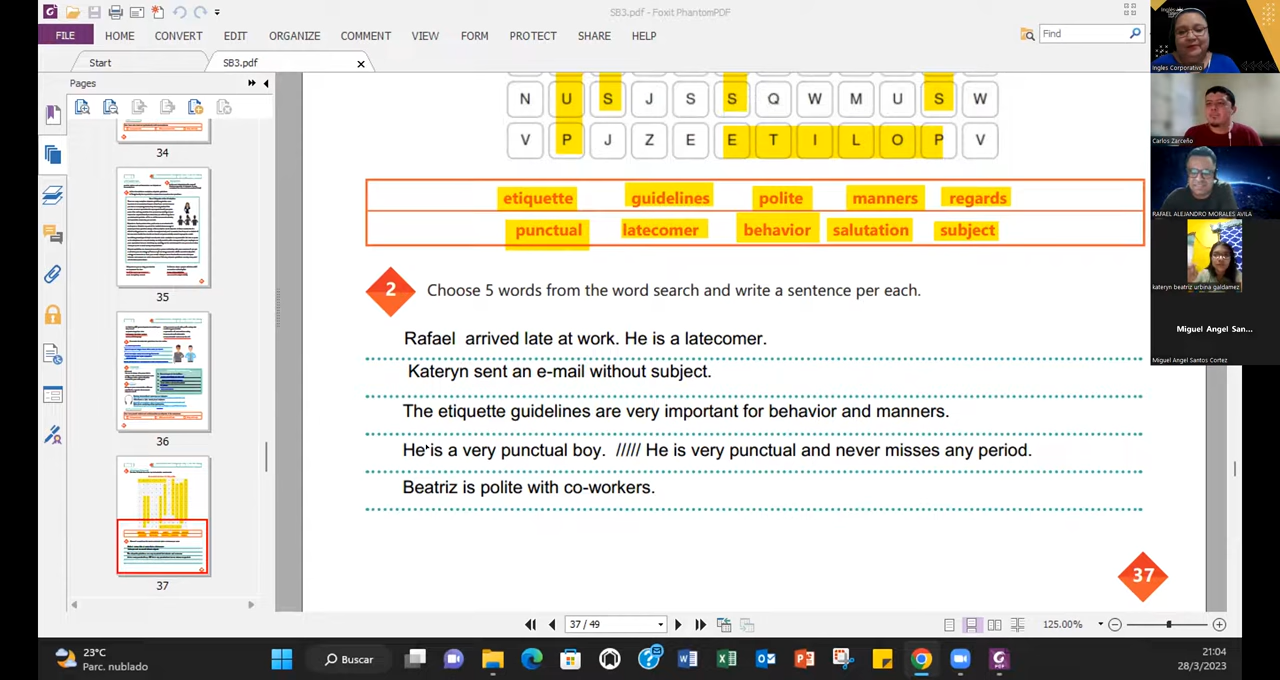 SB3.pdf - Foxit PhantomPDF
FILE HOME CONVERT EDIT ORGANIZE COMMENT VIEW FORM PROTECT SHARE HELP
Find
Start SB3.pdf
Pages
34
35
36
37
N U S J S S Q W M U S W
V P J Z E E T I L O P V
etiquette guidelines polite manners regards
punctual latecomer behavior salutation subject
2 Choose 5 words from the word search and write a sentence per each.
Rafael arrived late at work. He is a latecomer.
Kateryn sent an e-mail without subject.
The etiquette guidelines are very important for behavior and manners.
He is a very punctual boy. ///// He is very punctual and never misses any period.
Beatriz is polite with co-workers.
37
37 / 49
125.00%
Ingles Corporativo
Carlos Zarceño
RAFAEL ALEJANDRO MORALES AVILA
kateryn beatriz urbina galdamez
Miguel Angel San...
Miguel Angel Santos Cortez
23°C
Parc. nublado
Buscar
21:04
28/3/2023